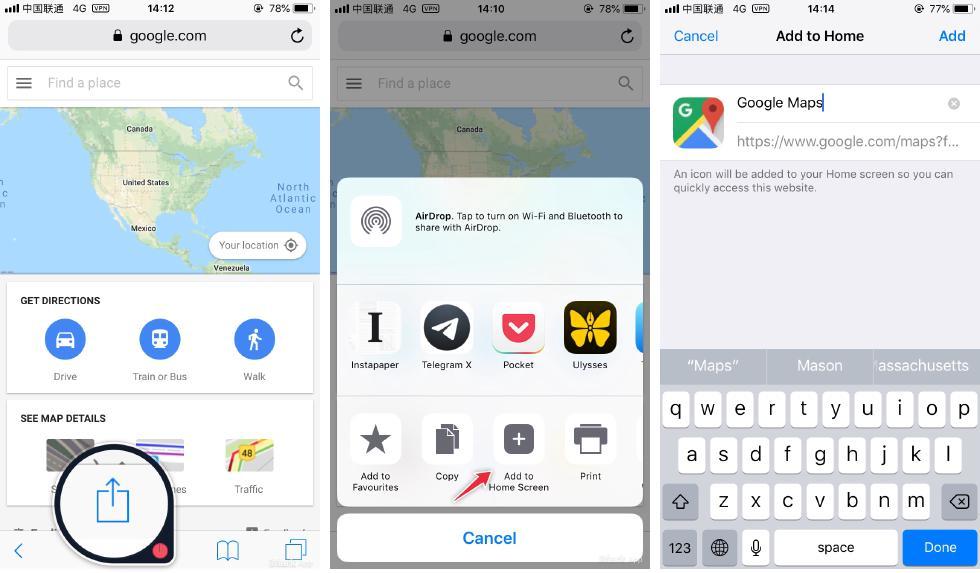 中国联通 4G VPN 14:12 78%
google.com
Find a place
Canada
United States
North
Atlantic
Ocean
Mexico
Your location
Venezuela
GET DIRECTIONS
Drive Train or Bus Walk
SEE MAP DETAILS
48
Traffic
中国联通 4G VPN 14:10 78%
google.com
Find a place
Canada
AirDrop. Tap to turn on Wi-Fi and Bluetooth to
share with AirDrop.
I
Instapaper Telegram X Pocket Ulysses
Add to
Favourites
Copy
Add to
Home Screen
Print
Cancel
中国联通 4G VPN 14:14 77%
Cancel Add to Home Add
G
Google Maps
https://www.google.com/maps?f...
An icon will be added to your Home screen so you can
quickly access this website.
“Maps” Mason assachusetts
q w e r t y u i o p
a s d f g h j k l
z x c v b n m
123 space Done